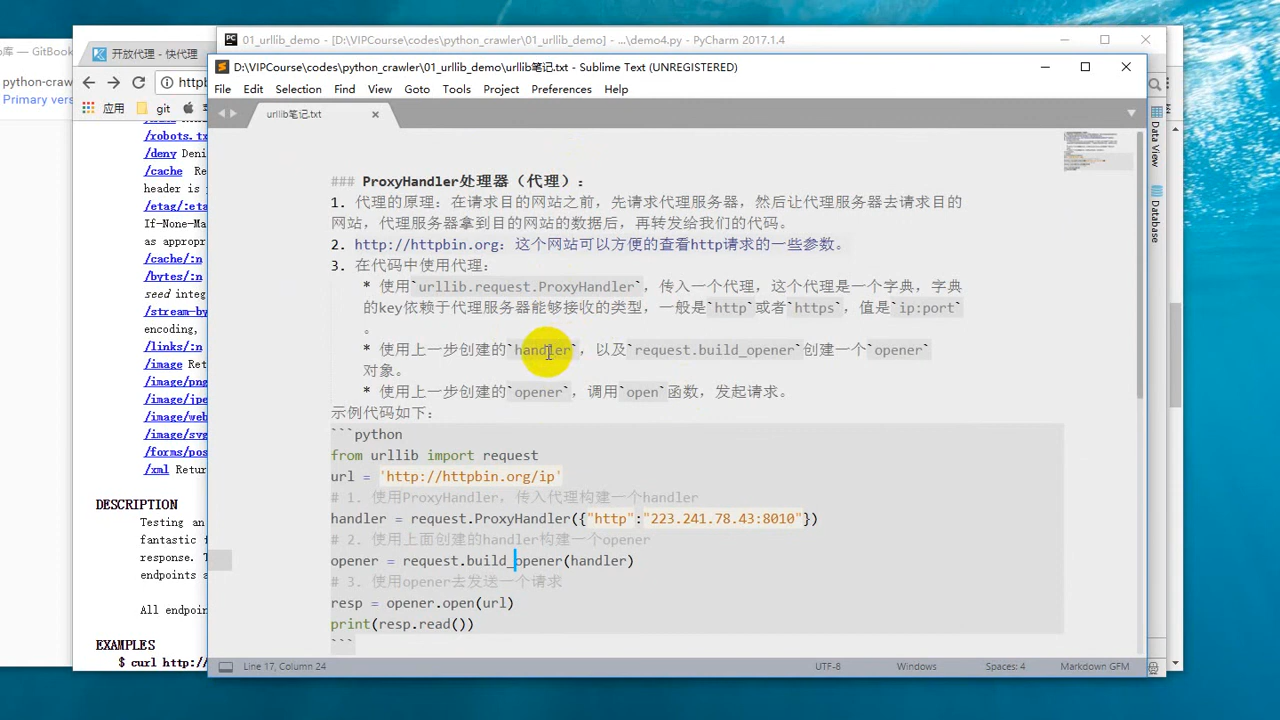 01_urllib_demo - [D:\VIPCourse\codes\python_crawler\01_urllib_demo] - ...\demo4.py - PyCharm 2017.1.4
库 — GitBook
开放代理 - 快代理
D:\VIPCourse\codes\python_crawler\01_urllib_demo\urllib笔记.txt - Sublime Text (UNREGISTERED)
python-craw
Primary vers
httpb
File Edit Selection Find View Goto Tools Project Preferences Help
应用 git
urllib笔记.txt
/robots.tx
/deny Deni
/cache Re
header is p
/etag/:eta
If-None-Ma
as appropr
/cache/:n
/bytes/:n
seed integ
/stream-by
encoding,
/links/:n
/image Ret
/image/png
/image/jpe
/image/web
/image/svg
/forms/pos
/xml Return
DESCRIPTION
Testing an
fantastic f
response. T
endpoints a
All endpoin
EXAMPLES
$ curl http:/
### ProxyHandler处理器（代理）：
1. 代理的原理：在请求目的网站之前，先请求代理服务器，然后让代理服务器去请求目的
网站，代理服务器拿到目的网站的数据后，再转发给我们的代码。
2. http://httpbin.org：这个网站可以方便的查看http请求的一些参数。
3. 在代码中使用代理：
* 使用`urllib.request.ProxyHandler`，传入一个代理，这个代理是一个字典，字典
的key依赖于代理服务器能够接收的类型，一般是`http`或者`https`，值是`ip:port`
。
* 使用上一步创建的`handler`，以及`request.build_opener`创建一个`opener`
对象。
* 使用上一步创建的`opener`，调用`open`函数，发起请求。
示例代码如下：
```python
from urllib import request
url = 'http://httpbin.org/ip'
# 1. 使用ProxyHandler，传入代理构建一个handler
handler = request.ProxyHandler({"http":"223.241.78.43:8010"})
# 2. 使用上面创建的handler构建一个opener
opener = request.build_opener(handler)
# 3. 使用opener去发送一个请求
resp = opener.open(url)
print(resp.read())
```
Data View
Database
Line 17, Column 24
UTF-8 Windows Spaces: 4 Markdown GFM